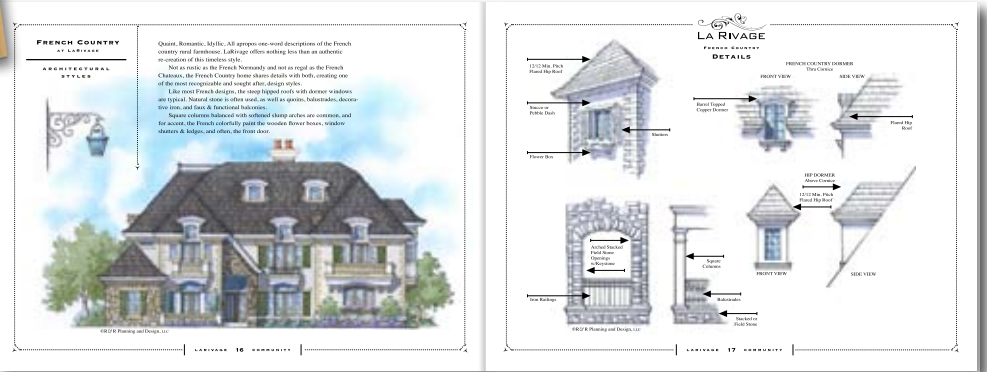 French Country
at LaRivage
Architectural
Styles
Quaint, Romantic, Idyllic, All apropos one-word descriptions of the French
country rural farmhouse. LaRivage offers nothing less than an authentic
re-creation of this timeless style.
Not as rustic as the French Normandy and not as regal as the French
Chateaux, the French Country home shares details with both, creating one
of the most recognizable and sought after, design styles.
Like most French designs, the steep hipped roofs with dormer windows
are typical. Natural stone is often used, as well as quoins, balustrades, decora-
tive iron, and faux & functional balconies.
Square columns balanced with softened slump arches are common, and
for accent, the French colorfully paint the wooden flower boxes, window
shutters & ledges, and often, the front door.
©RD'R Planning and Design, LLC
LaRivage 16 Community
La Rivage
French Country
Details
12/12 Min. Pitch
Flared Hip Roof
Stucco or
Pebble Dash
Shutters
Flower Box
FRENCH COUNTRY DORMER
Thru Cornice
FRONT VIEW
SIDE VIEW
Barrel Topped
Copper Dormer
Flared Hip
Roof
HIP DORMER
Above Cornice
12/12 Min. Pitch
Flared Hip Roof
FRONT VIEW
SIDE VIEW
Arched Stacked
Field Stone
Openings
w/Keystone
Iron Railings
Square
Columns
Balustrades
Stacked or
Field Stone
©RD'R Planning and Design, LLC
LaRivage 17 Community